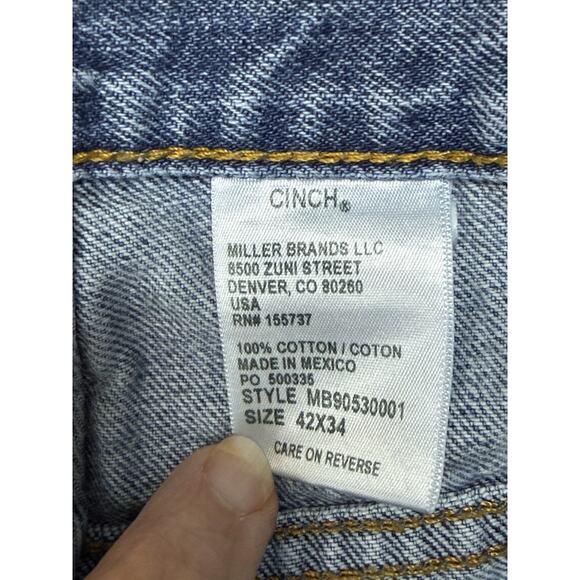 CINCH®
MILLER BRANDS LLC
8500 ZUNI STREET
DENVER, CO 80260
USA
RN# 155737
100% COTTON / COTON
MADE IN MEXICO
PO 500335
STYLE MB90530001
SIZE 42X34
CARE ON REVERSE